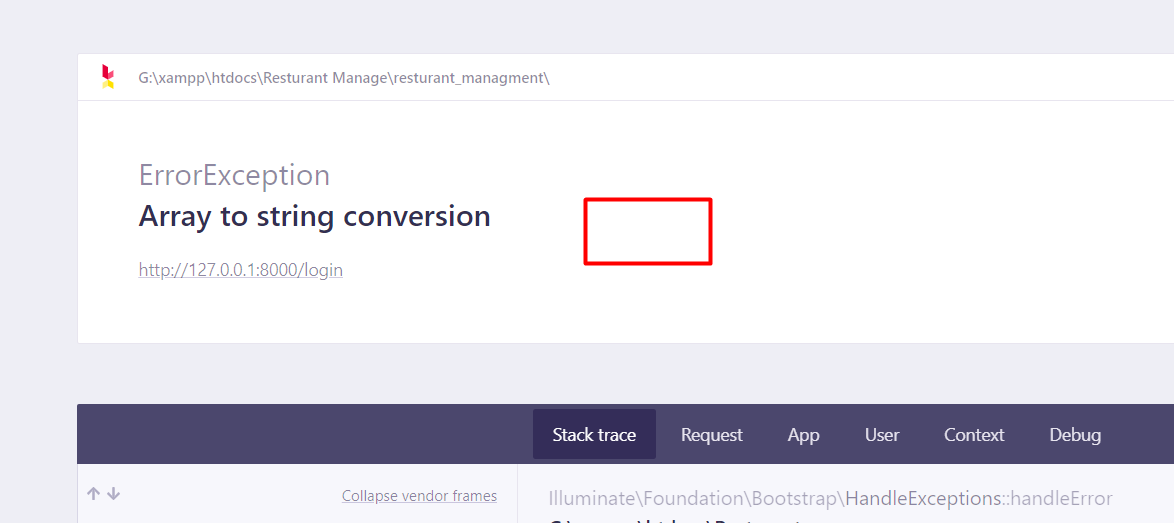 G:\xampp\htdocs\Resturant Manage\resturant_managment\
ErrorException
Array to string conversion
http://127.0.0.1:8000/login
Stack trace Request App User Context Debug
Collapse vendor frames
Illuminate\Foundation\Bootstrap\HandleExceptions::handleError